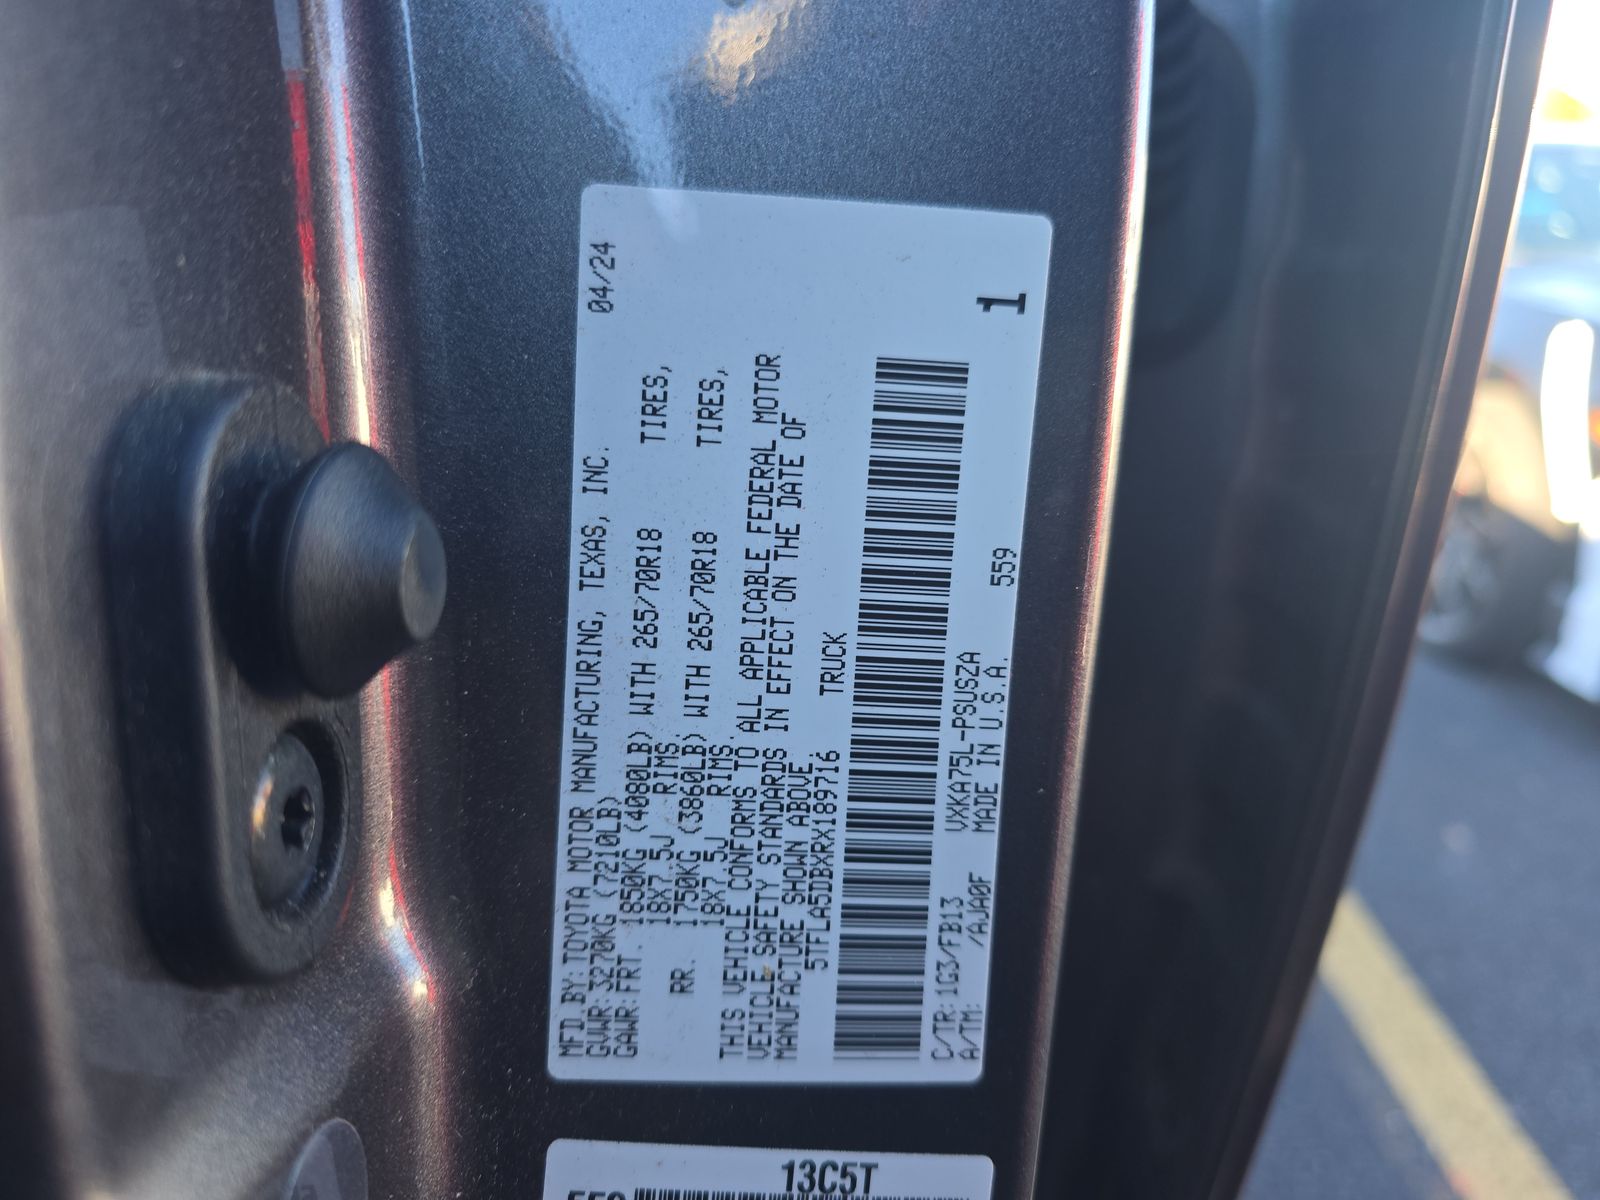 MFD.BY:TOYOTA MOTOR MANUFACTURING, TEXAS, INC. 04/24
GVWR:3270KG (7210LB)
GAWR:FRT. 1850KG (4080LB) WITH 265/70R18 TIRES,
18X7.5J RIMS,
RR. 1750KG (3860LB) WITH 265/70R18 TIRES,
18X7.5J RIMS,
THIS VEHICLE CONFORMS TO ALL APPLICABLE FEDERAL MOTOR
VEHICLE SAFETY STANDARDS IN EFFECT ON THE DATE OF
MANUFACTURE SHOWN ABOVE.
5TFLA5DBXRX189716 TRUCK
C/TR:1G3/FB13 VXKA75L-PSUSZA
A/TM: /AJA0F MADE IN U.S.A. 559
1
13C5T